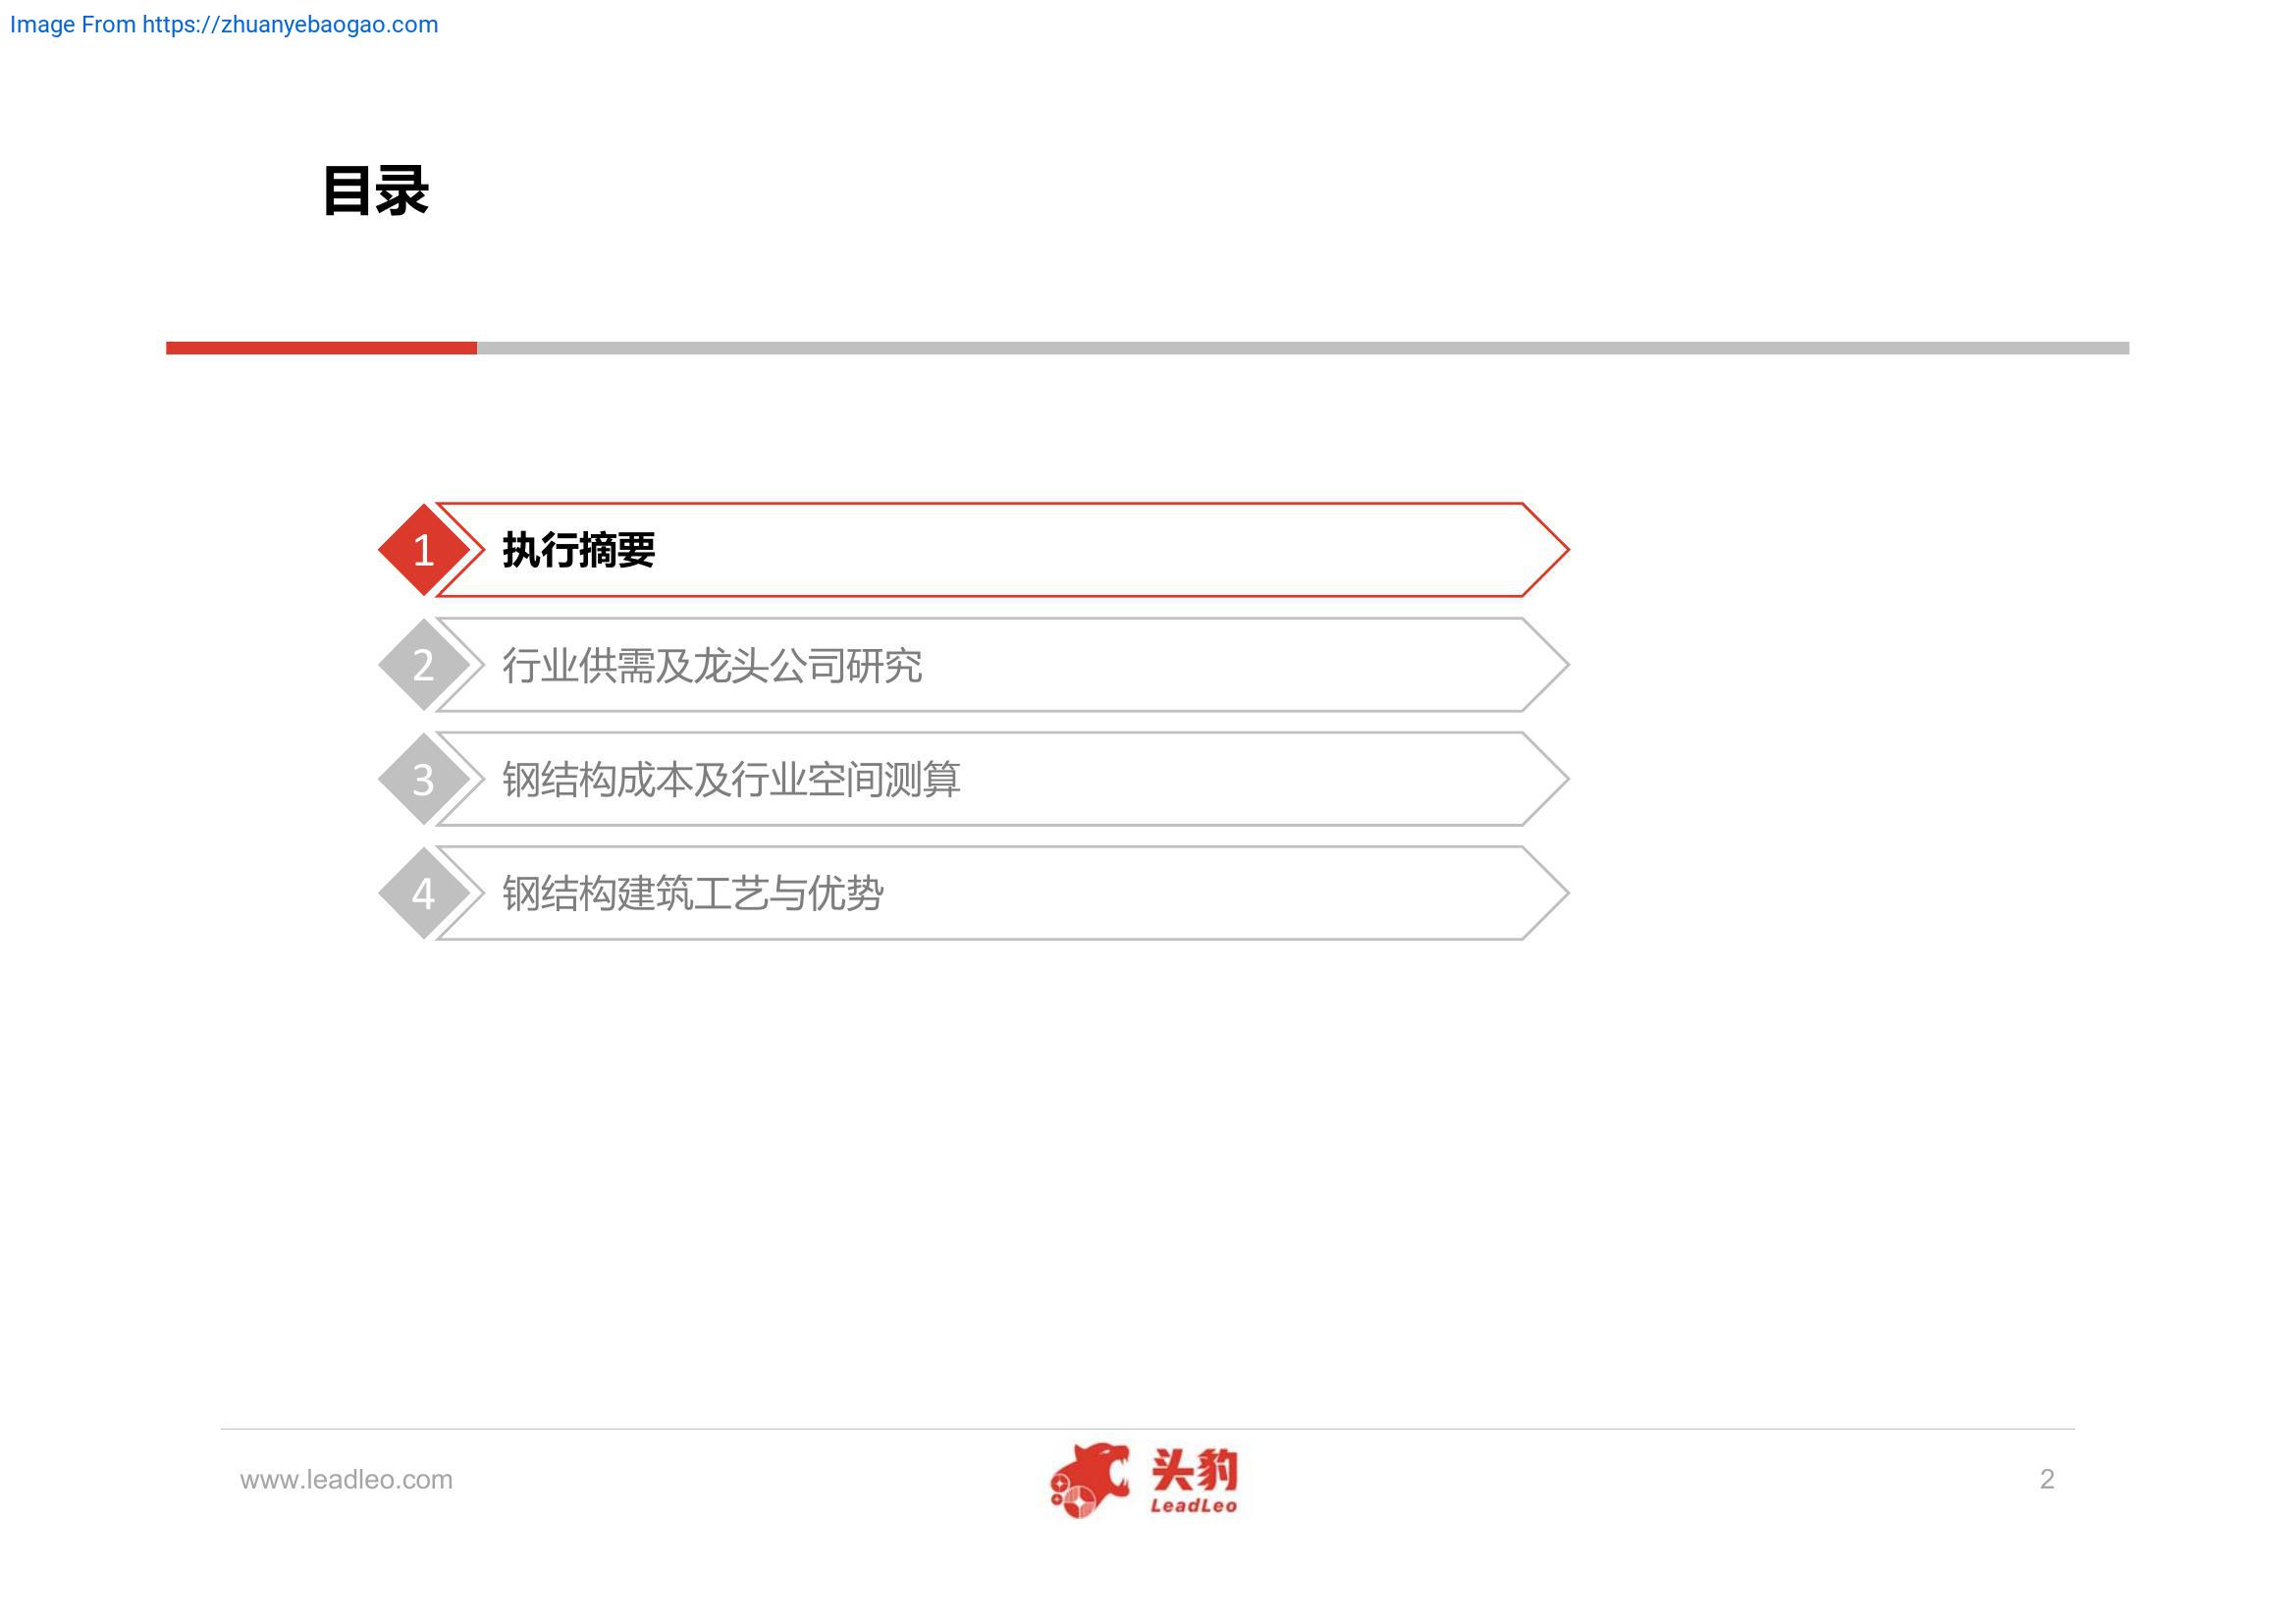 Image From https://zhuanyebaogao.com
目录
1 执行摘要
2 行业供需及龙头公司研究
3 钢结构成本及行业空间测算
4 钢结构建筑工艺与优势
www.leadleo.com
头豹
LeadLeo
2